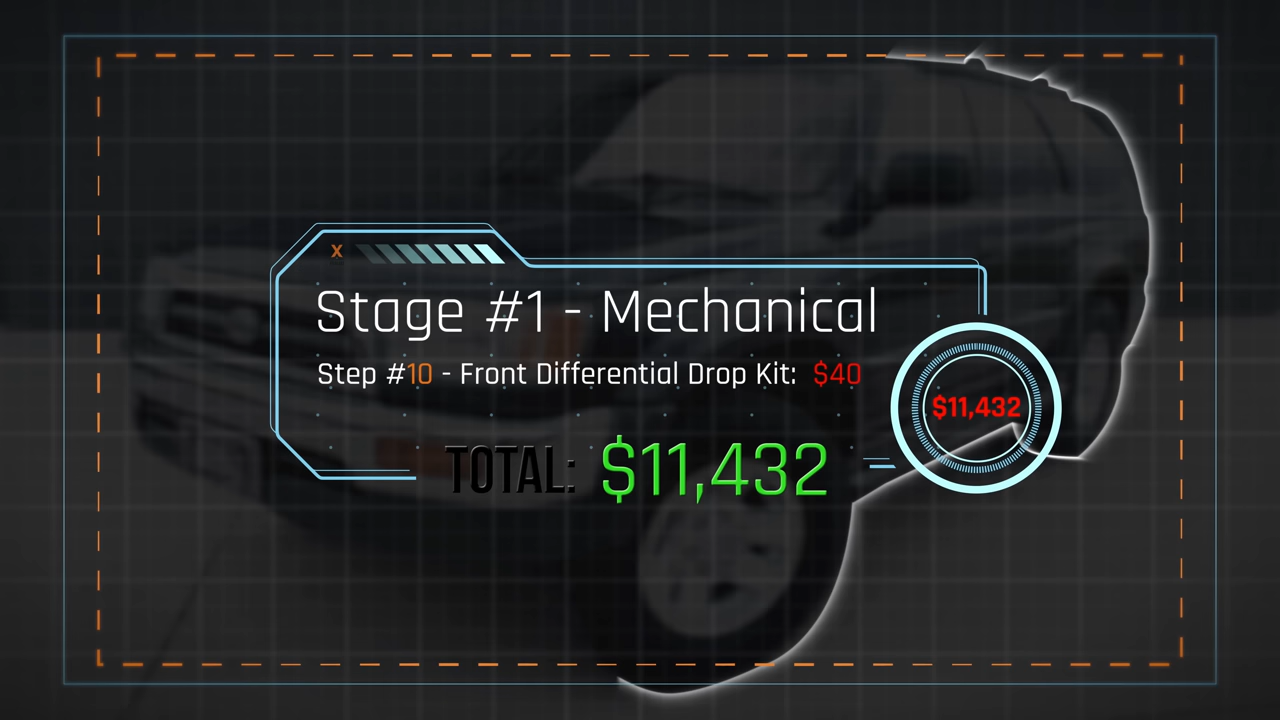 X
Stage #1 - Mechanical
Step #10 - Front Differential Drop Kit: $40
$11,432
TOTAL: $11,432